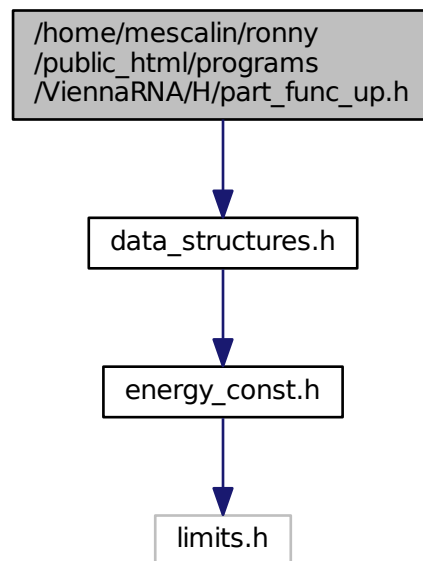 /home/mescalin/ronny
/public_html/programs
/ViennaRNA/H/part_func_up.h
data_structures.h
energy_const.h
limits.h